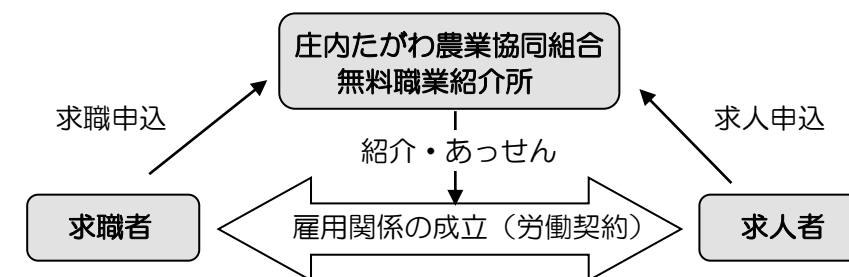 庄内たがわ農業協同組合
無料職業紹介所
求職申込
求人申込
紹介・あっせん
求職者
雇用関係の成立（労働契約）
求人者